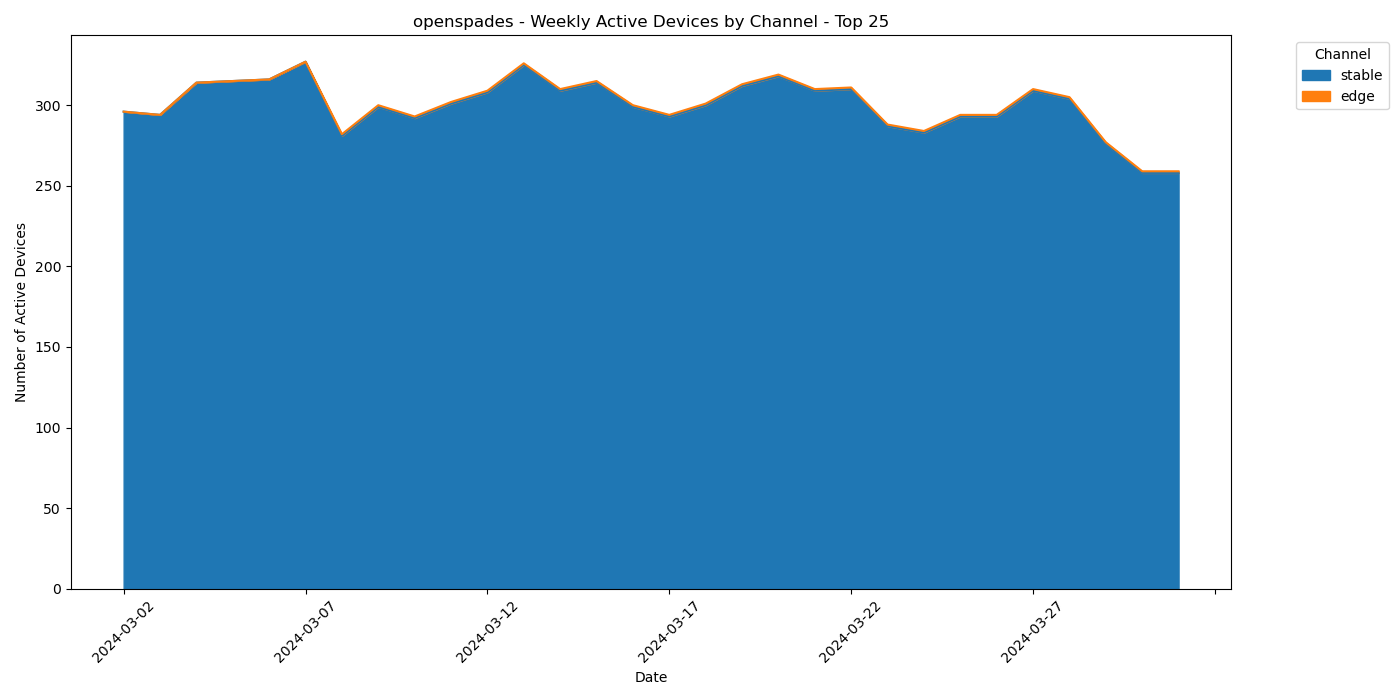 openspades - Weekly Active Devices by Channel - Top 25
Channel
stable
edge
Number of Active Devices
300
250
200
150
100
50
0
2024-03-02
2024-03-07
2024-03-12
2024-03-17
2024-03-22
2024-03-27
Date